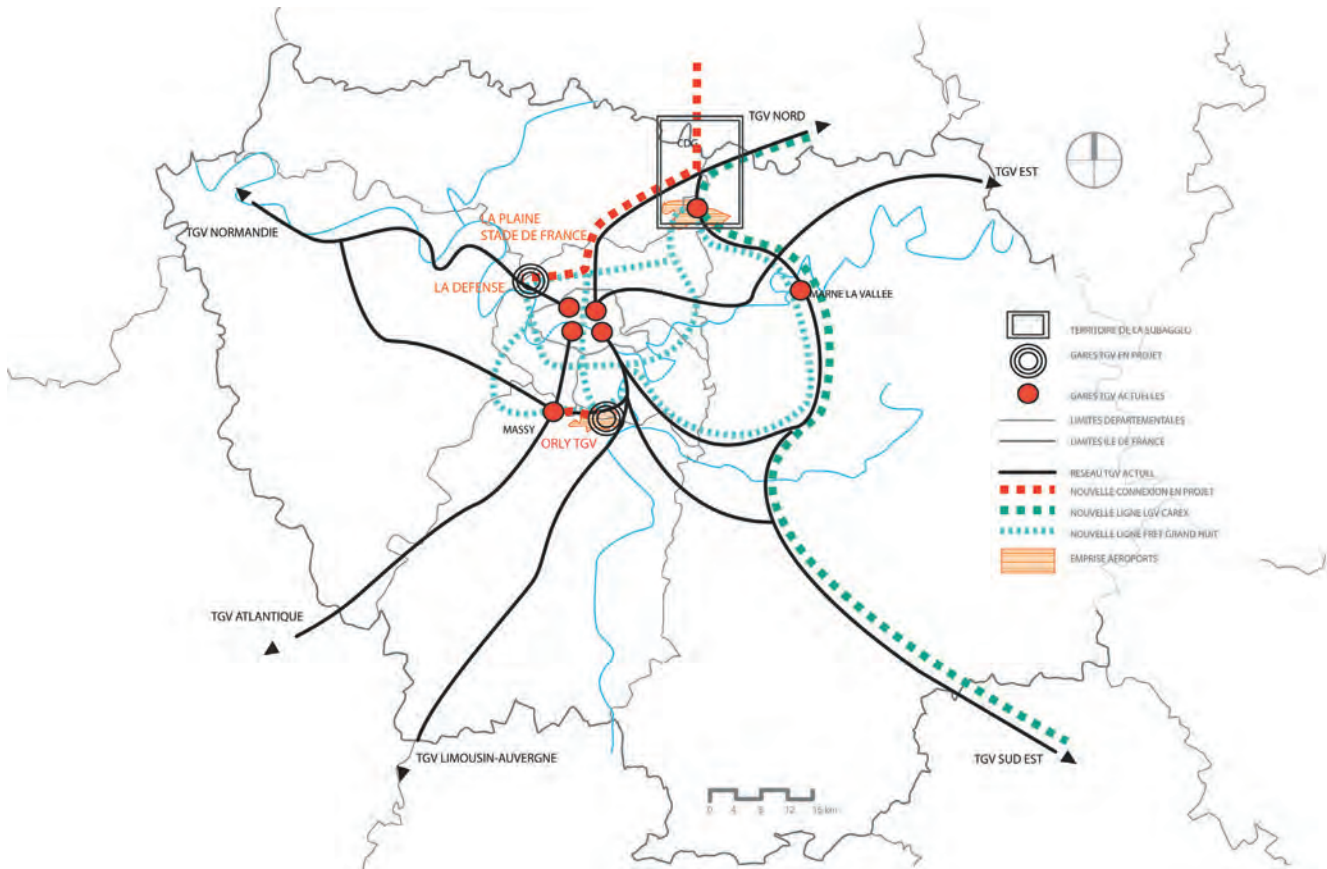 TGV NORD
CDG
TGV EST
TGV NORMANDIE
LA PLAINE
STADE DE FRANCE
LA DEFENSE
MARNE LA VALLEE
MASSY
ORLY TGV
TGV ATLANTIQUE
TGV LIMOUSIN-AUVERGNE
TGV SUD EST
TERRITOIRE DE LA SUBAGGLO
GARES TGV EN PROJET
GARES TGV ACTUELLES
LIMITES DEPARTEMENTALES
LIMITES ILE DE FRANCE
RESEAU TGV ACTUEL
NOUVELLE CONNEXION EN PROJET
NOUVELLE LIGNE LGV CAREX
NOUVELLE LIGNE FRET GRAND HUIT
EMPRISE AEROPORTS
0 4 8 12 16 km